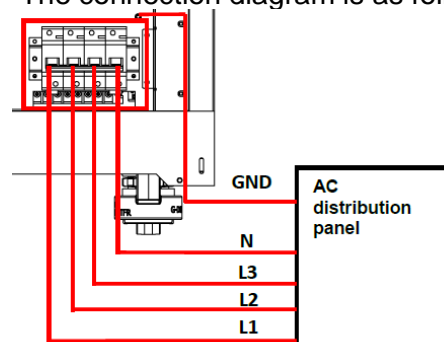 The connection diagram is as fol
GND
AC
distribution
panel
N
L3
L2
L1